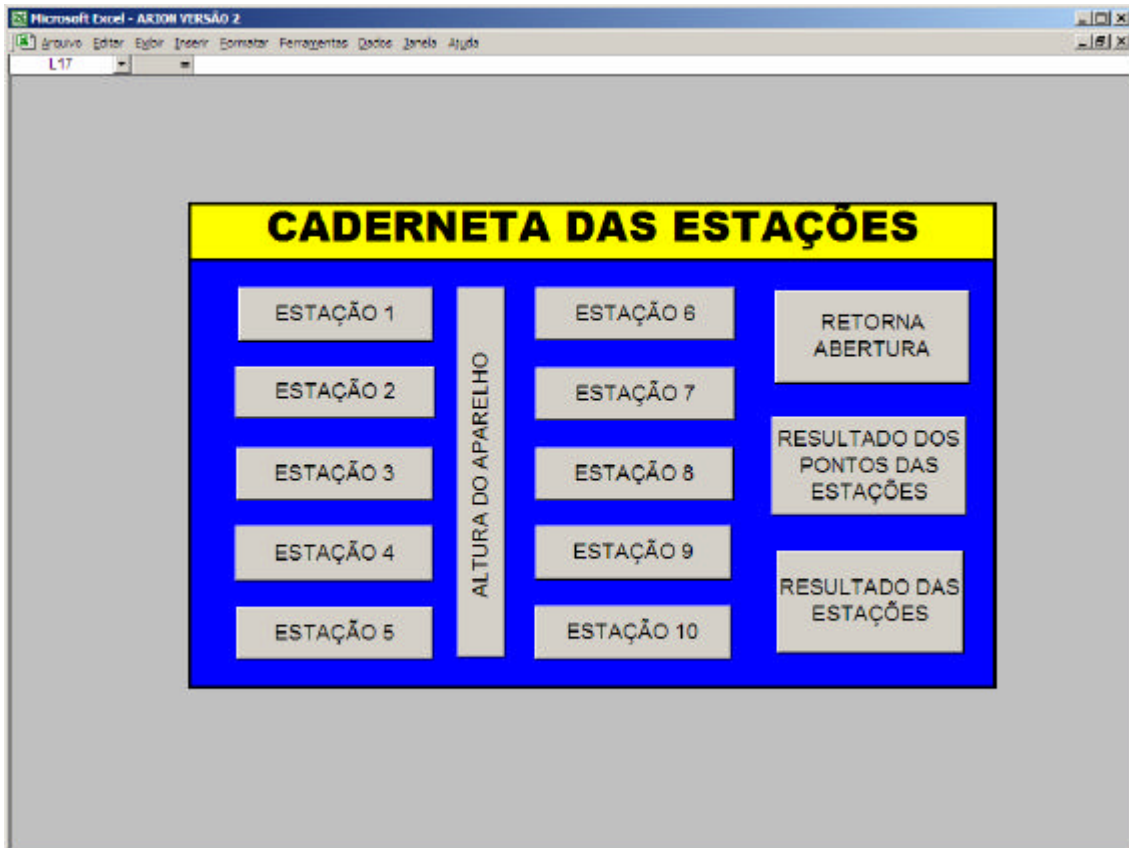 Microsoft Excel - ARION VERSÃO 2
Arquivo Editar Exibir Inserir Formatar Ferramentas Dados Janela Ajuda
L17 =
CADERNETA DAS ESTAÇÕES
ESTAÇÃO 1
ESTAÇÃO 2
ESTAÇÃO 3
ESTAÇÃO 4
ESTAÇÃO 5
ALTURA DO APARELHO
ESTAÇÃO 6
ESTAÇÃO 7
ESTAÇÃO 8
ESTAÇÃO 9
ESTAÇÃO 10
RETORNA
ABERTURA
RESULTADO DOS
PONTOS DAS
ESTAÇÕES
RESULTADO DAS
ESTAÇÕES